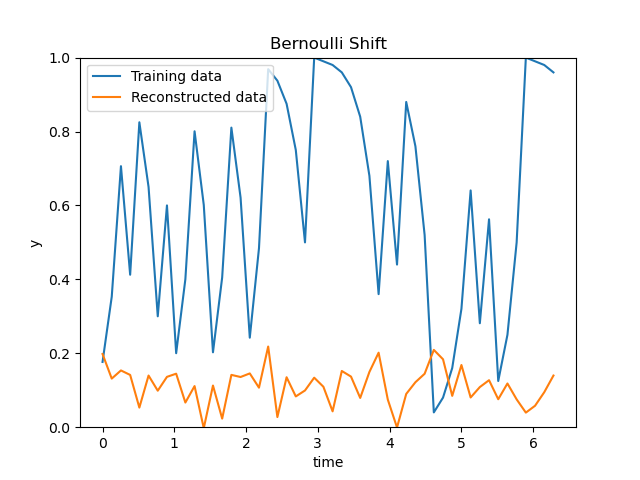 Bernoulli Shift
Training data
Reconstructed data
y
1.0
0.8
0.6
0.4
0.2
0.0
0 1 2 3 4 5 6
time